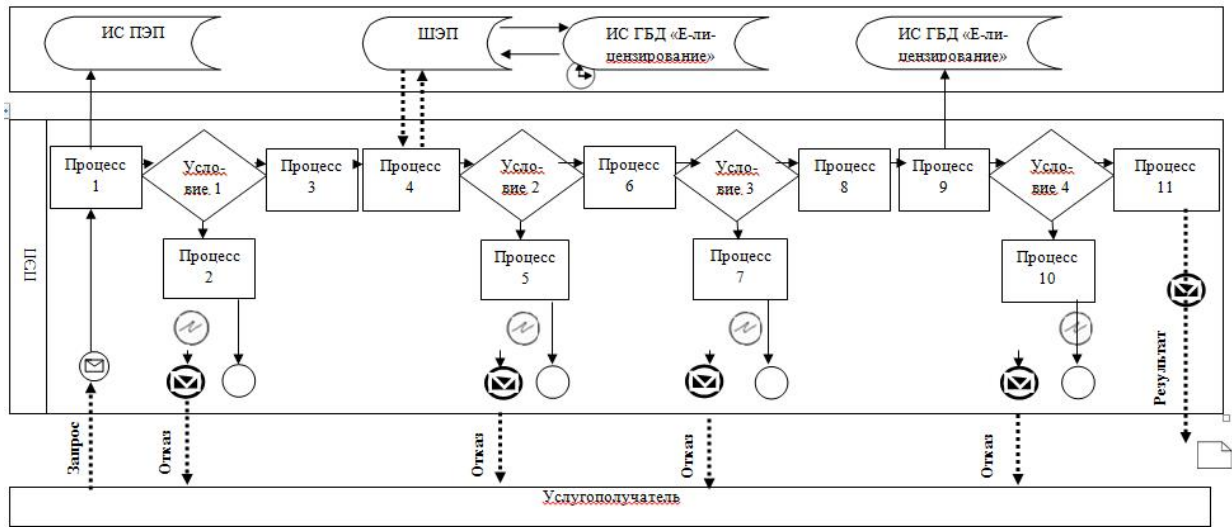 ИС ПЭП
ШЭП
ИС ГБД «Е-ли-
цензирование»
ИС ГБД «Е-ли-
цензирование»
ПЭП
Процесс
1
Усло-
вие 1
Процесс
3
Процесс
4
Усло-
вие 2
Процесс
6
Усло-
вие 3
Процесс
8
Процесс
9
Усло-
вие 4
Процесс
11
Процесс
2
Процесс
5
Процесс
7
Процесс
10
Запрос
Отказ
Отказ
Отказ
Отказ
Результат
Услугополучатель